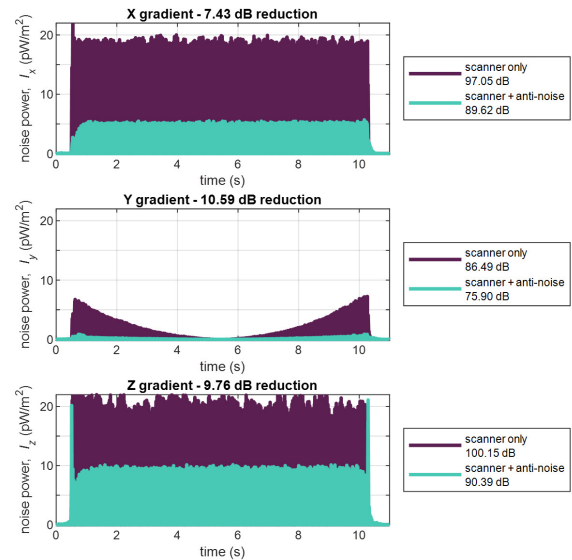 X gradient - 7.43 dB reduction
20
10
0
noise power, I_x (pW/m²)
0
2
4
6
8
10
time (s)
scanner only
97.05 dB
scanner + anti-noise
89.62 dB
Y gradient - 10.59 dB reduction
20
10
0
noise power, I_y (pW/m²)
0
2
4
6
8
10
time (s)
scanner only
86.49 dB
scanner + anti-noise
75.90 dB
Z gradient - 9.76 dB reduction
20
10
0
noise power, I_z (pW/m²)
0
2
4
6
8
10
time (s)
scanner only
100.15 dB
scanner + anti-noise
90.39 dB